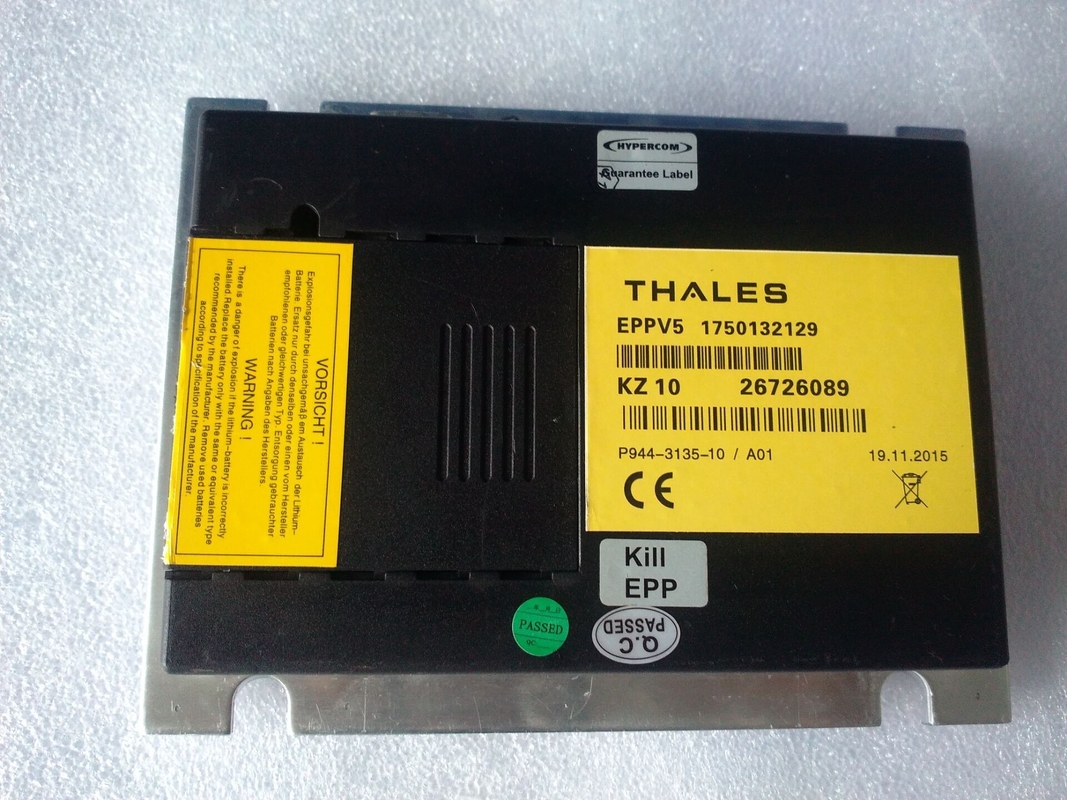 HYPERCOM
Guarantee Label
THALES
EPPV5 1750132129
KZ 10 26726089
P944-3135-10 / A01
19.11.2015
CE
Kill
EPP
PASSED
QC
Q.C
PASSED
VORSICHT !
Explosionsgefahr bei unsachgemäß em Austausch der Lithium-
Batterie. Ersatz nur durch denselben oder einen vom Hersteller
empfohlenen oder gleichwertigen Typ. Entsorgung gebrauchter
Batterien nach Angaben des Herstellers.
WARNING !
There is a danger of explosion if the lithium-battery is incorrectly
installed. Replace the battery only with the same or equivalent type
recommended by the manufacturer. Remove used batteries
according to specification of the manufacturer.